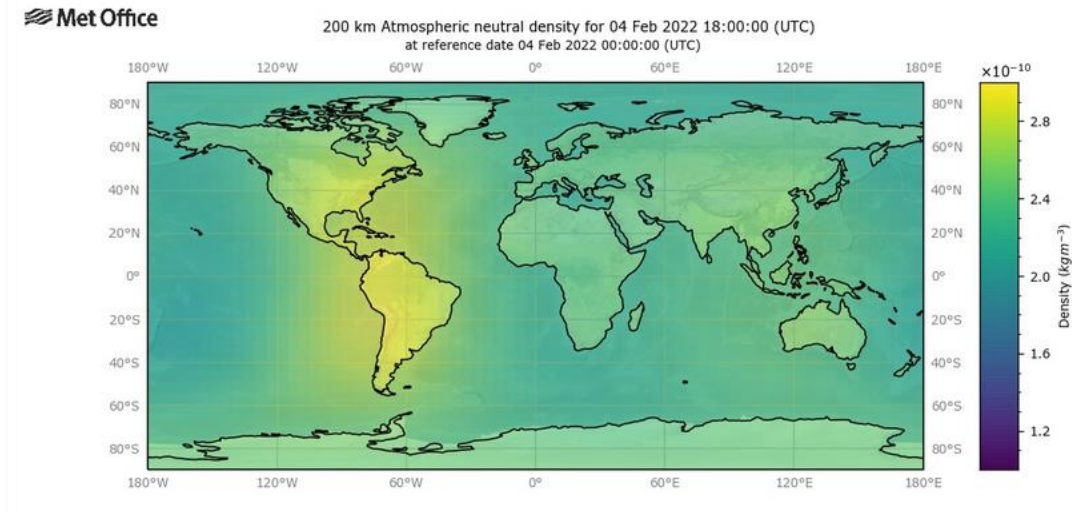 Met Office
200 km Atmospheric neutral density for 04 Feb 2022 18:00:00 (UTC)
at reference date 04 Feb 2022 00:00:00 (UTC)
180°W 120°W 60°W 0° 60°E 120°E 180°E
×10⁻¹⁰
80°N 80°N
2.8
60°N 60°N
40°N 40°N
2.4
20°N 20°N
0° 0°
2.0
20°S 20°S
1.6
40°S 40°S
60°S 60°S
1.2
80°S 80°S
180°W 120°W 60°W 0° 60°E 120°E 180°E
Density (kgm⁻³)